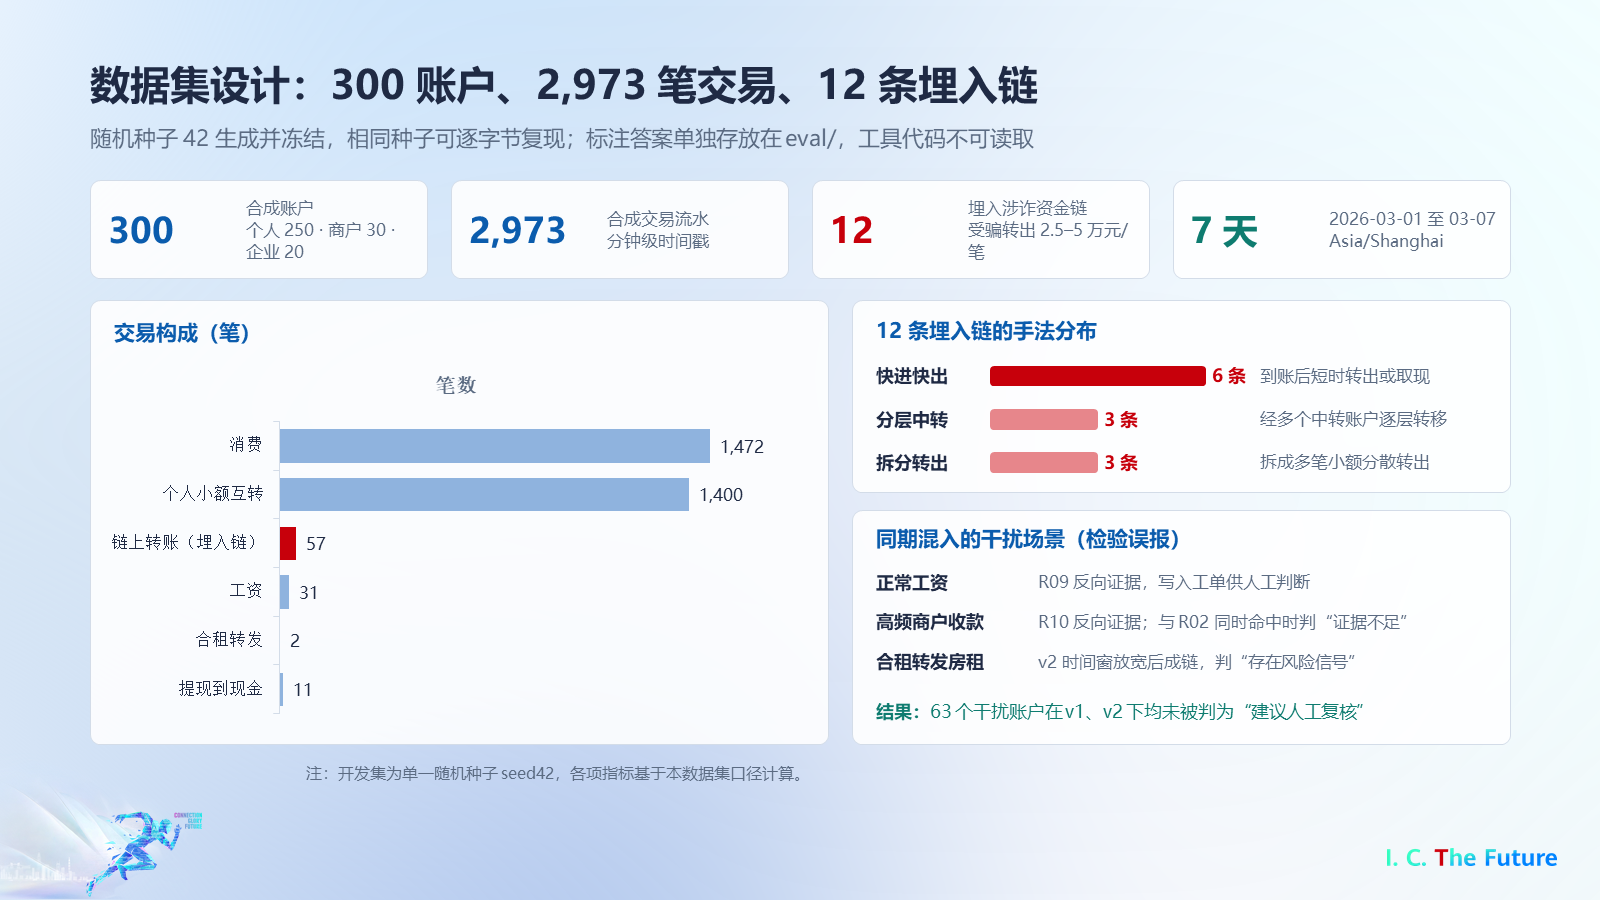 数据集设计：300 账户、2,973 笔交易、12 条埋入链
随机种子 42 生成并冻结，相同种子可逐字节复现；标注答案单独存放在 eval/，工具代码不可读取
300
合成账户
个人 250 · 商户 30 ·
企业 20
2,973
合成交易流水
分钟级时间戳
12
埋入涉诈资金链
受骗转出 2.5–5 万元/
笔
7 天
2026-03-01 至 03-07
Asia/Shanghai
交易构成（笔）
笔数
消费 1,472
个人小额互转 1,400
链上转账（埋入链） 57
工资 31
合租转发 2
提现到现金 11
12 条埋入链的手法分布
快进快出 6 条 到账后短时转出或取现
分层中转 3 条 经多个中转账户逐层转移
拆分转出 3 条 拆成多笔小额分散转出
同期混入的干扰场景（检验误报）
正常工资 R09 反向证据，写入工单供人工判断
高频商户收款 R10 反向证据；与 R02 同时命中时判“证据不足”
合租转发房租 v2 时间窗放宽后成链，判“存在风险信号”
结果：63 个干扰账户在 v1、v2 下均未被判为“建议人工复核”
注：开发集为单一随机种子 seed42，各项指标基于本数据集口径计算。
CONNECTION
GLORY
FUTURE
I. C. The Future